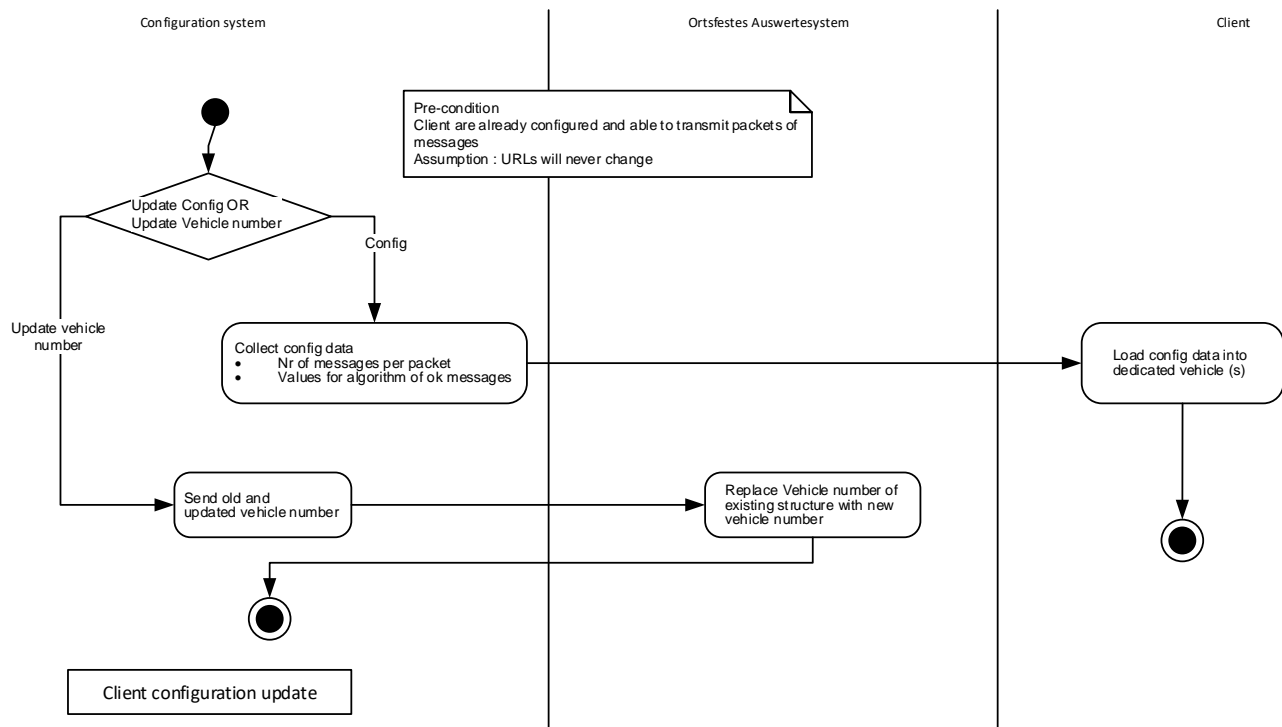 Configuration system
Ortsfestes Auswertesystem
Client
Pre-condition
Client are already configured and able to transmit packets of
messages
Assumption : URLs will never change
Update Config OR
Update Vehicle number
Config
Update vehicle
number
Collect config data
• Nr of messages per packet
• Values for algorithm of ok messages
Load config data into
dedicated vehicle (s)
Send old and
updated vehicle number
Replace Vehicle number of
existing structure with new
vehicle number
Client configuration update